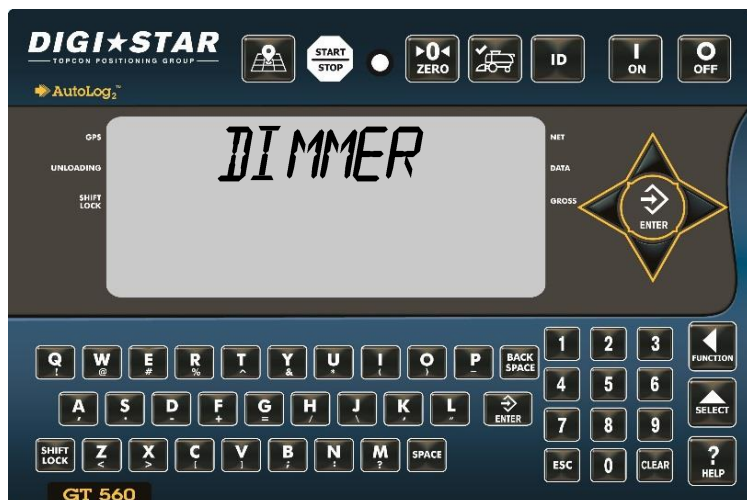 DIGI★STAR
TOPCON POSITIONING GROUP
AutoLog2™
START
STOP
▶0◀
ZERO
ID
I
ON
O
OFF
GPS
UNLOADING
SHIFT
LOCK
DIMMER
NET
DATA
GROSS
ENTER
Q W E R T Y U I O P BACK
SPACE
! @ # % ^ & * ( ) _
A S D F G H J K L ENTER
SHIFT
LOCK
Z X C V B N M SPACE
< > [ ] ; : ?
1 2 3
4 5 6
7 8 9
ESC 0 CLEAR
FUNCTION
SELECT
?
HELP
GT 560